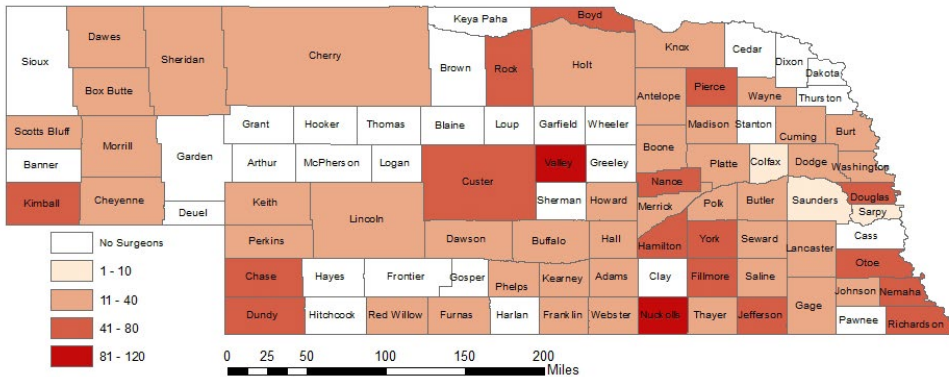 Keya Paha Boyd
Sioux Dawes Sheridan Cherry Brown Rock Holt Knox Cedar Dixon Dakota
Box Butte Antelope Pierce Wayne Thurston
Scotts Bluff Morrill Garden Grant Hooker Thomas Blaine Loup Garfield Wheeler Madison Stanton Cuming Burt
Banner Arthur McPherson Logan Custer Valley Greeley Boone Platte Colfax Dodge Washington
Kimball Cheyenne Deuel Keith Lincoln Sherman Howard Nance Merrick Polk Butler Saunders Douglas
Sarpy
Perkins Dawson Buffalo Hall Hamilton York Seward Lancaster Cass
Chase Hayes Frontier Gosper Phelps Kearney Adams Clay Fillmore Saline Otoe
Dundy Hitchcock Red Willow Furnas Harlan Franklin Webster Nuckolls Thayer Jefferson Gage Johnson Nemaha
Pawnee Richardson
No Surgeons
1 - 10
11 - 40
41 - 80
81 - 120
0 25 50 100 150 200
Miles